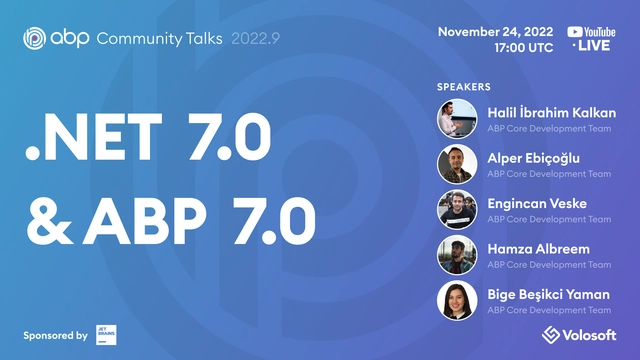 abp Community Talks 2022.9
November 24, 2022
17:00 UTC
YouTube
LIVE
.NET 7.0
& ABP 7.0
SPEAKERS
Halil İbrahim Kalkan
ABP Core Development Team
Alper Ebiçoğlu
ABP Core Development Team
Engincan Veske
ABP Core Development Team
Hamza Albreem
ABP Core Development Team
Bige Beşikci Yaman
ABP Core Development Team
Sponsored by
JET
BRAINS
Volosoft